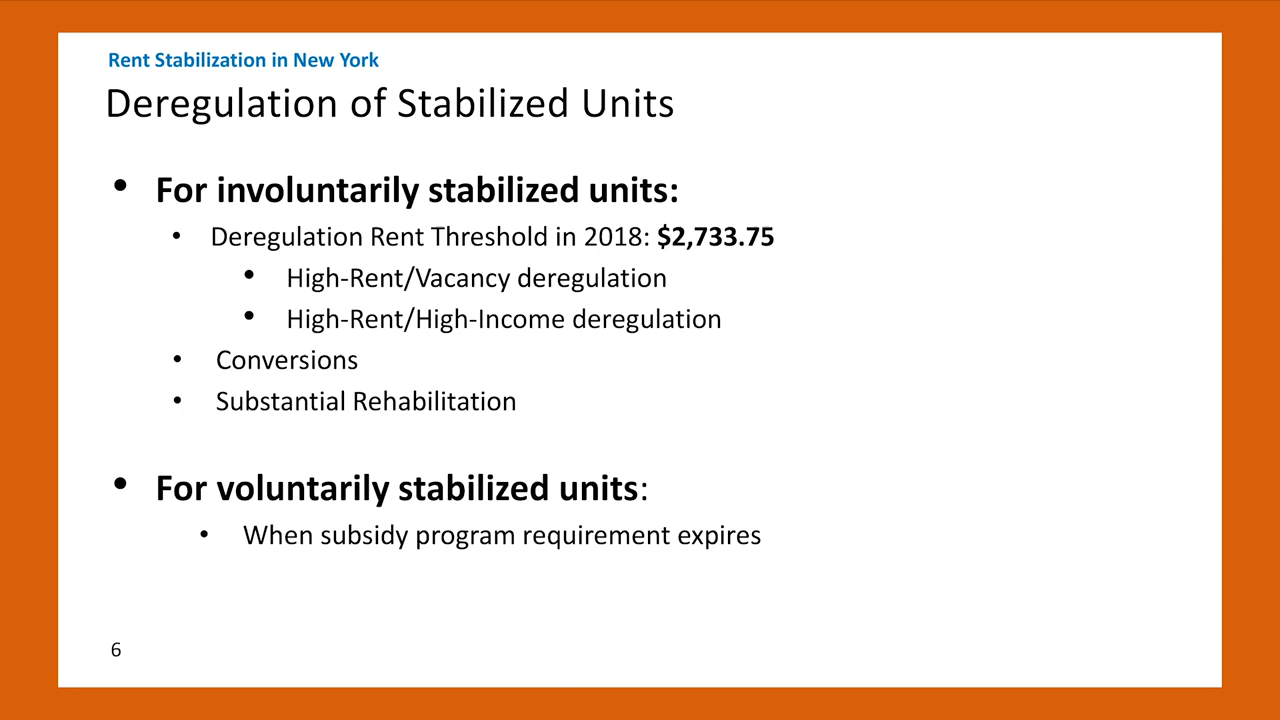 Rent Stabilization in New York
Deregulation of Stabilized Units
• For involuntarily stabilized units:
• Deregulation Rent Threshold in 2018: $2,733.75
• High-Rent/Vacancy deregulation
• High-Rent/High-Income deregulation
• Conversions
• Substantial Rehabilitation
• For voluntarily stabilized units:
• When subsidy program requirement expires
6